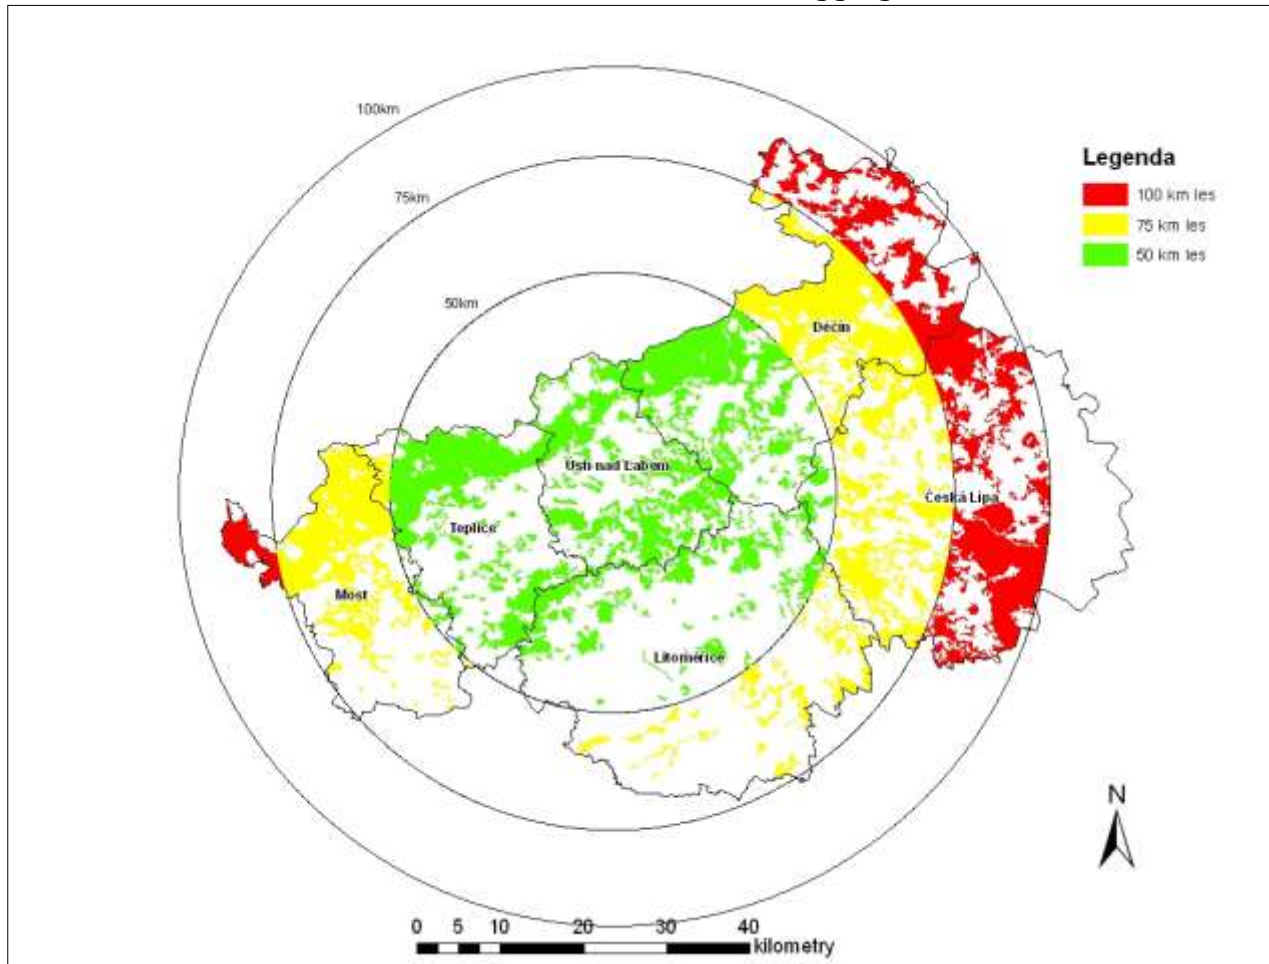 100km
75km
50km
Legenda
100 km les
75 km les
50 km les
Děčín
Ústí nad Labem
Česká Lípa
Teplice
Most
Litoměřice
N
0 5 10 20 30 40
kilometry